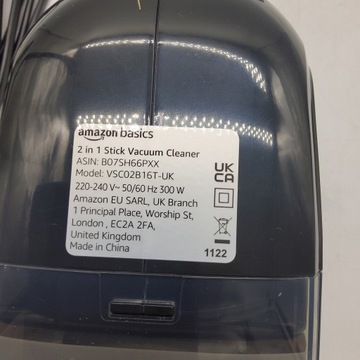 amazon basics
2 in 1 Stick Vacuum Cleaner
ASIN: B07SH66PXX
Model: VSC02B16T-UK
220-240 V~ 50/60 Hz 300 W
Amazon EU SARL, UK Branch
1 Principal Place, Worship St,
London , EC2A 2FA,
United Kingdom
Made in China
UK
CA
1122